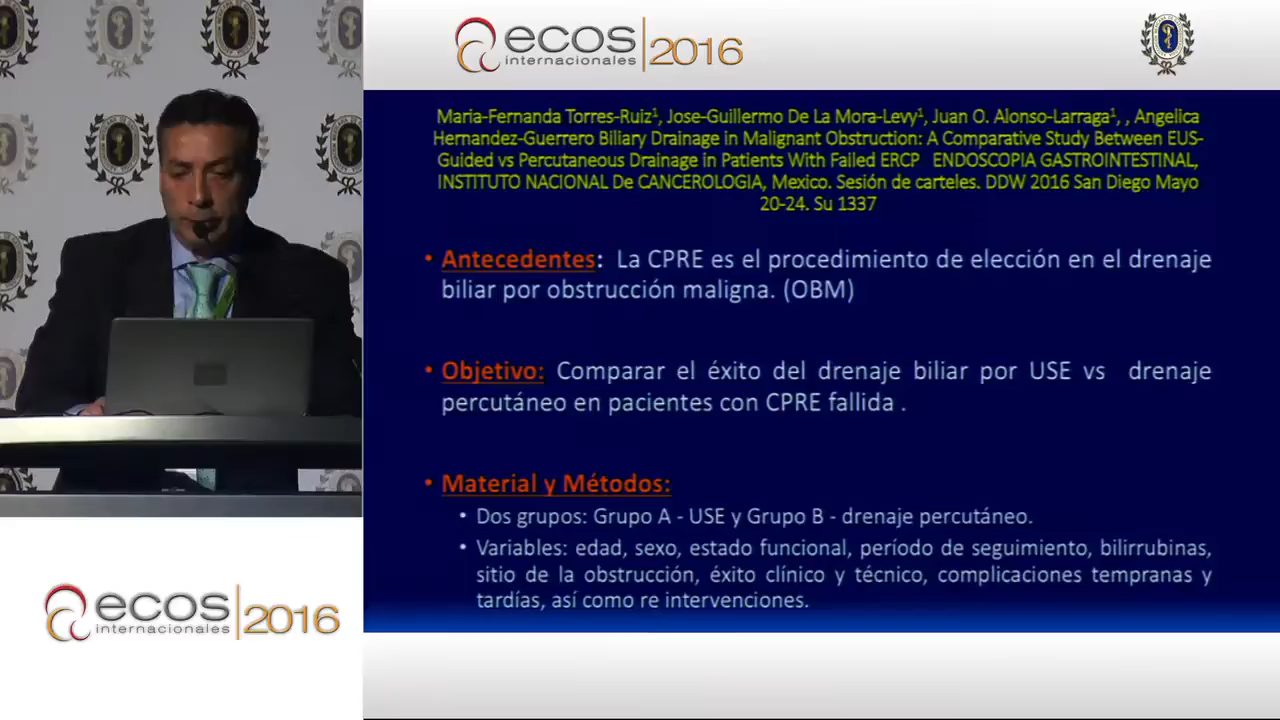 ecos
internacionales
2016
Maria-Fernanda Torres-Ruiz¹, Jose-Guillermo De La Mora-Levy¹, Juan O. Alonso-Larraga¹, , Angelica
Hernandez-Guerrero Biliary Drainage in Malignant Obstruction: A Comparative Study Between EUS-
Guided vs Percutaneous Drainage in Patients With Failed ERCP ENDOSCOPIA GASTROINTESTINAL,
INSTITUTO NACIONAL De CANCEROLOGIA, Mexico. Sesión de carteles. DDW 2016 San Diego Mayo
20-24. Su 1337
• Antecedentes: La CPRE es el procedimiento de elección en el drenaje
biliar por obstrucción maligna. (OBM)
• Objetivo: Comparar el éxito del drenaje biliar por USE vs drenaje
percutáneo en pacientes con CPRE fallida .
• Material y Métodos:
• Dos grupos: Grupo A - USE y Grupo B - drenaje percutáneo.
• Variables: edad, sexo, estado funcional, período de seguimiento, bilirrubinas,
sitio de la obstrucción, éxito clínico y técnico, complicaciones tempranas y
tardías, así como re intervenciones.
ecos
internacionales
2016